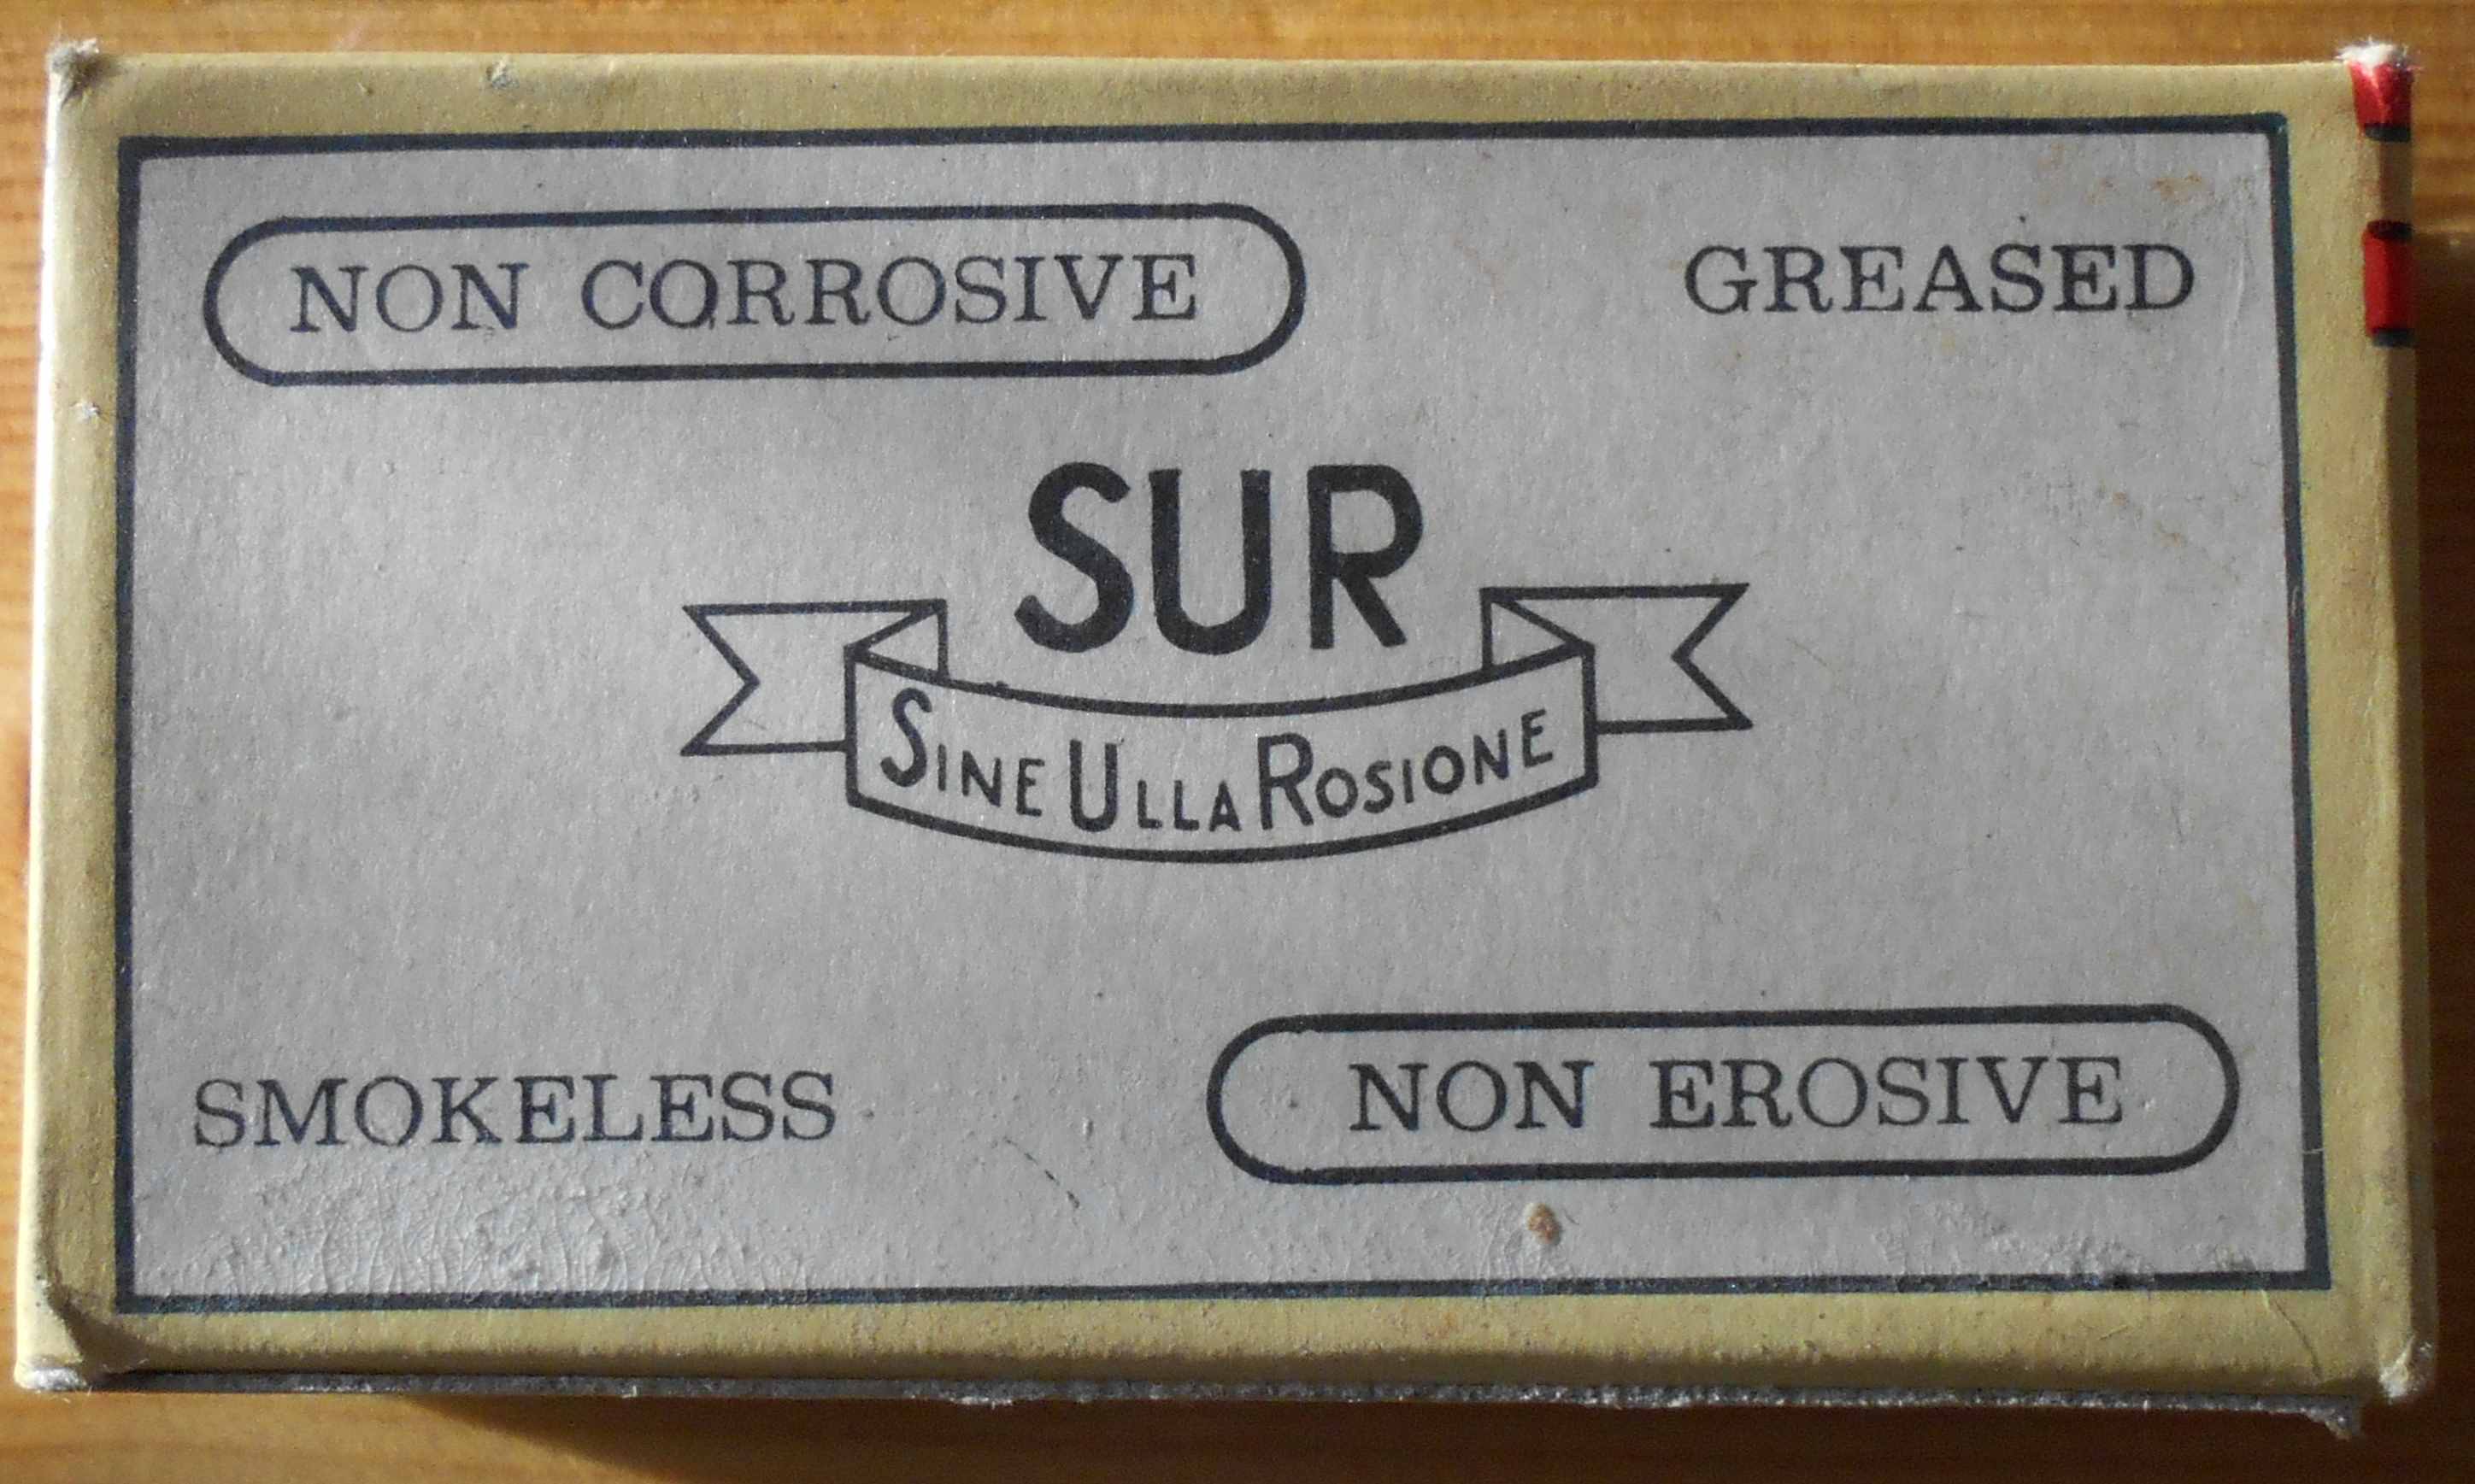 NON CORROSIVE
GREASED
SUR
SINE ULLA ROSIONE
SMOKELESS
NON EROSIVE